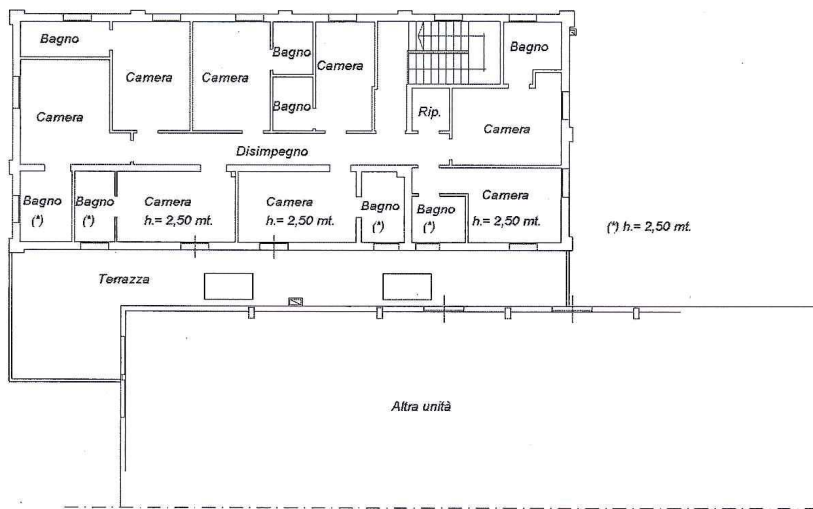 Bagno
Camera
Camera
Bagno
Camera
Bagno
Bagno
Camera
Rip.
Camera
Disimpegno
Bagno
(*)
Bagno
(*)
Camera
h.= 2,50 mt.
Camera
h.= 2,50 mt.
Bagno
(*)
Bagno
(*)
Camera
h.= 2,50 mt.
(*) h.= 2,50 mt.
Terrazza
Altra unità